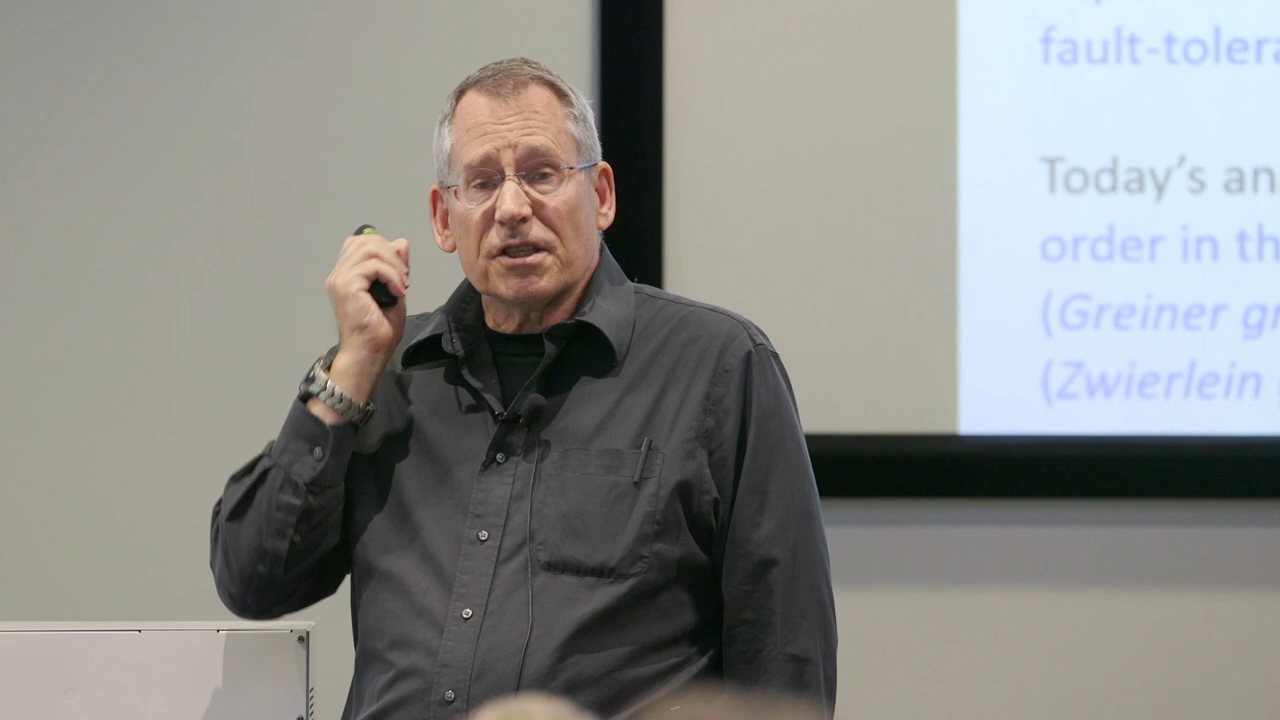 fault-tolera
Today's an
order in th
(Greiner gr
(Zwierlein